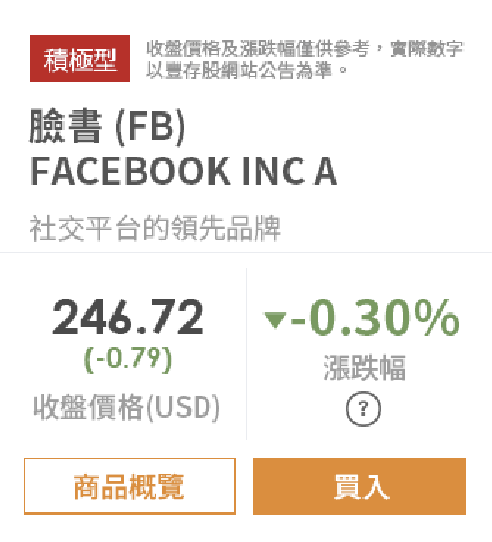 積極型
收盤價格及漲跌幅僅供參考，實際數字
以豐存股網站公告為準。
臉書 (FB)
FACEBOOK INC A
社交平台的領先品牌
246.72
(-0.79)
收盤價格(USD)
▼-0.30%
漲跌幅
?
商品概覽
買入